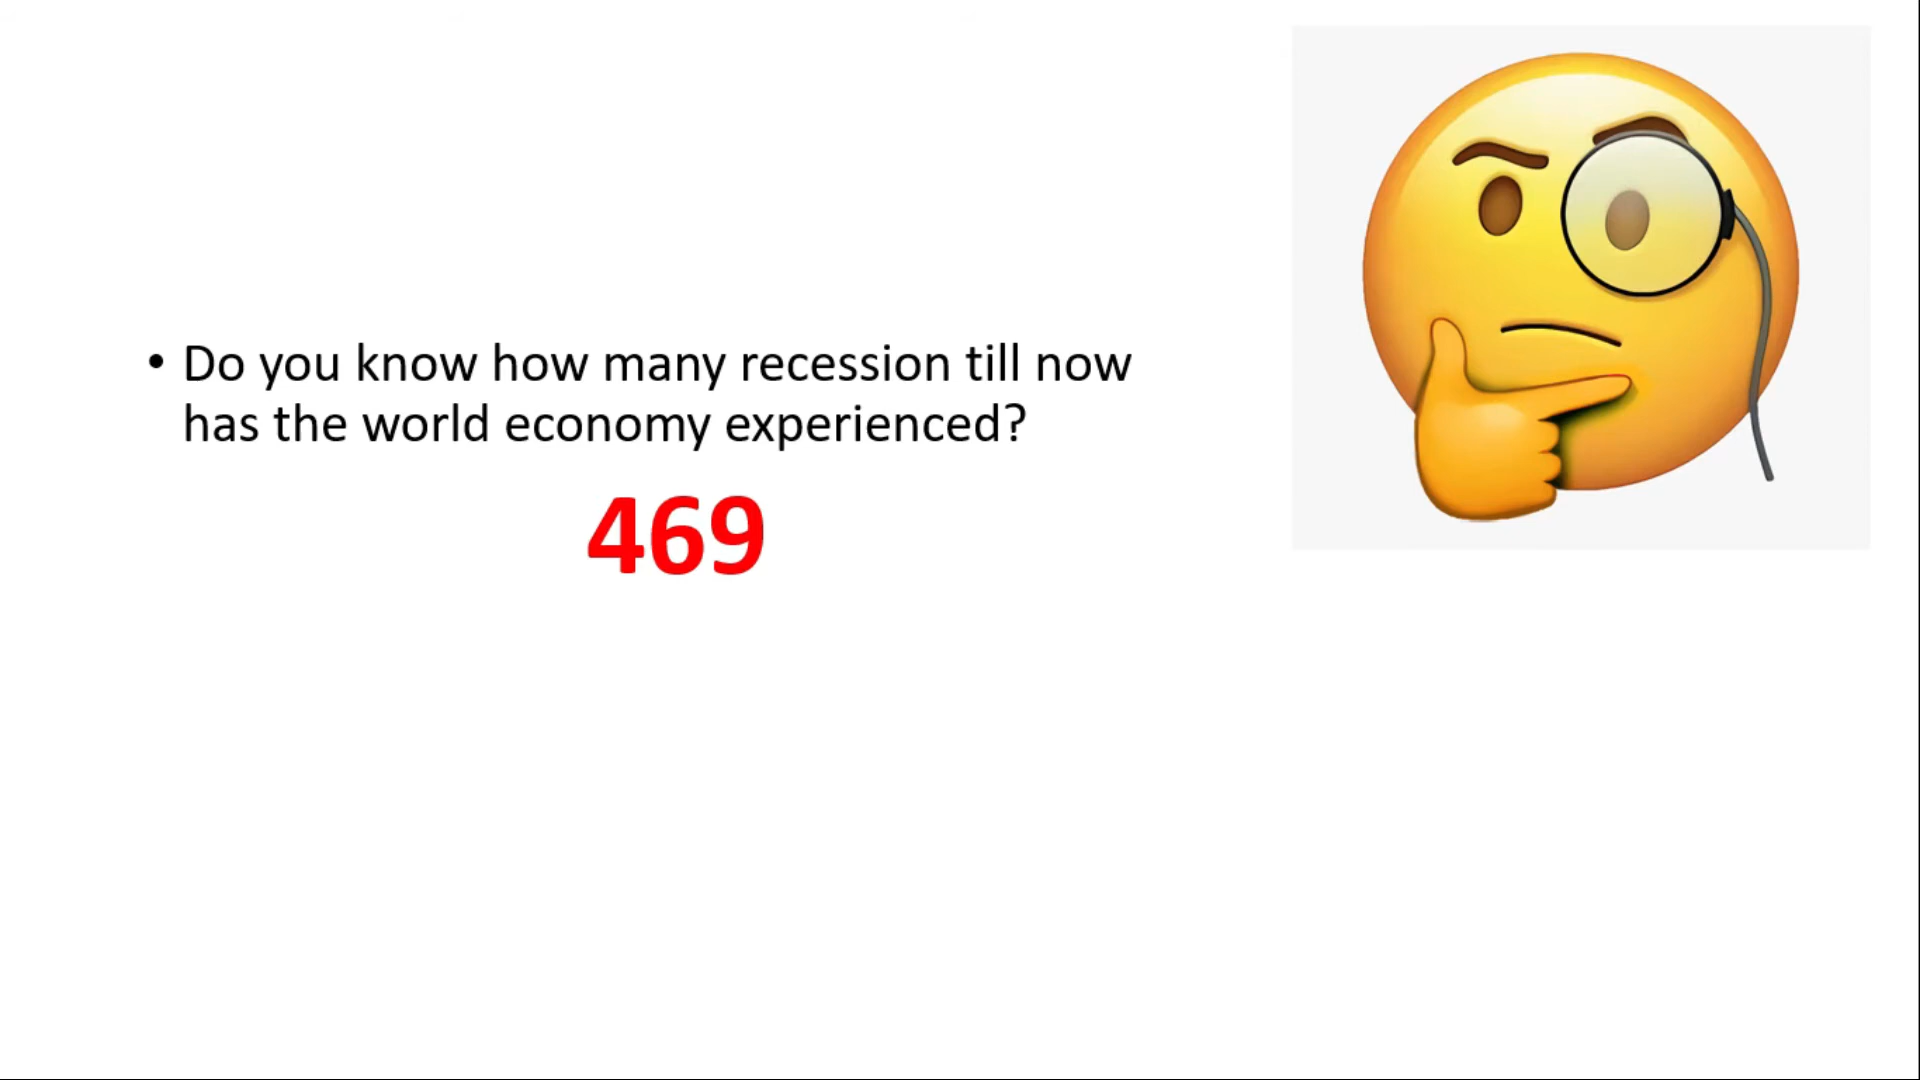 • Do you know how many recession till now
has the world economy experienced?
469